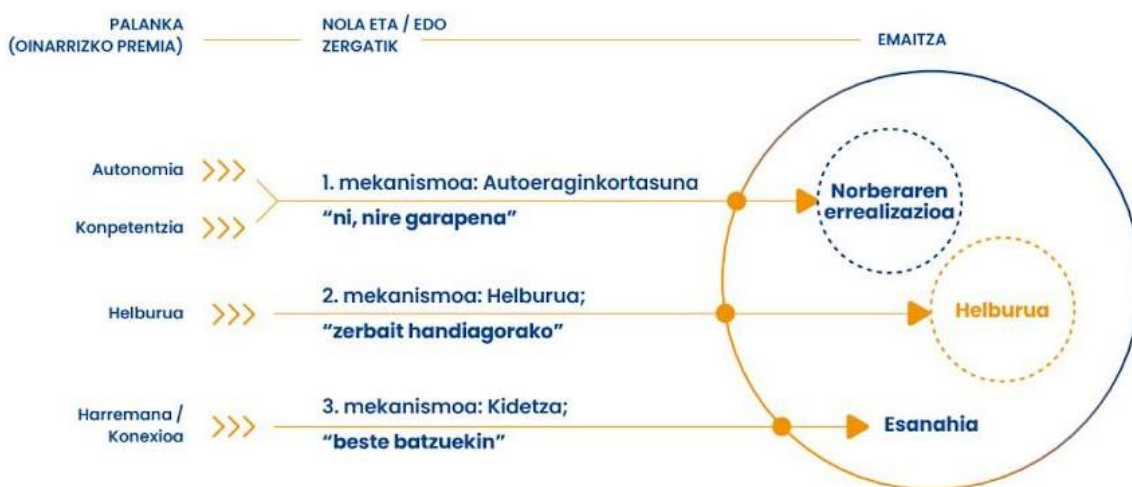 PALANKA
(OINARRIZKO PREMIA)
NOLA ETA / EDO
ZERGATIK
EMAITZA
Autonomia
Konpetentzia
1. mekanismoa: Autoeraginkortasuna
“ni, nire garapena”
Norberaren
errealizazioa
Helburua
2. mekanismoa: Helburua;
“zerbait handiagorako”
Helburua
Harremana /
Konexioa
3. mekanismoa: Kidetza;
“beste batzuekin”
Esanahia